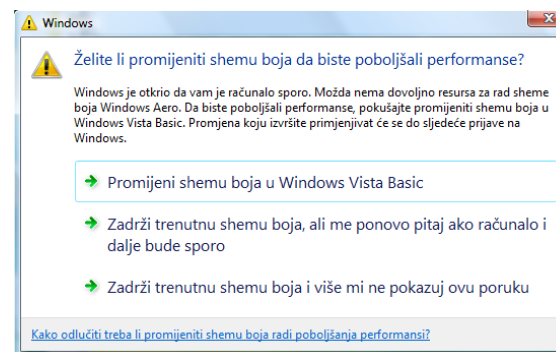 Windows
Želite li promijeniti shemu boja da biste poboljšali performanse?
Windows je otkrio da vam je računalo sporo. Možda nema dovoljno resursa za rad sheme
boja Windows Aero. Da biste poboljšali performanse, pokušajte promijeniti shemu boja u
Windows Vista Basic. Promjena koju izvršite primjenjivat će se do sljedeće prijave na
Windows.
Promijeni shemu boja u Windows Vista Basic
Zadrži trenutnu shemu boja, ali me ponovo pitaj ako računalo i
dalje bude sporo
Zadrži trenutnu shemu boja i više mi ne pokazuj ovu poruku
Kako odlučiti treba li promijeniti shemu boja radi poboljšanja performansi?